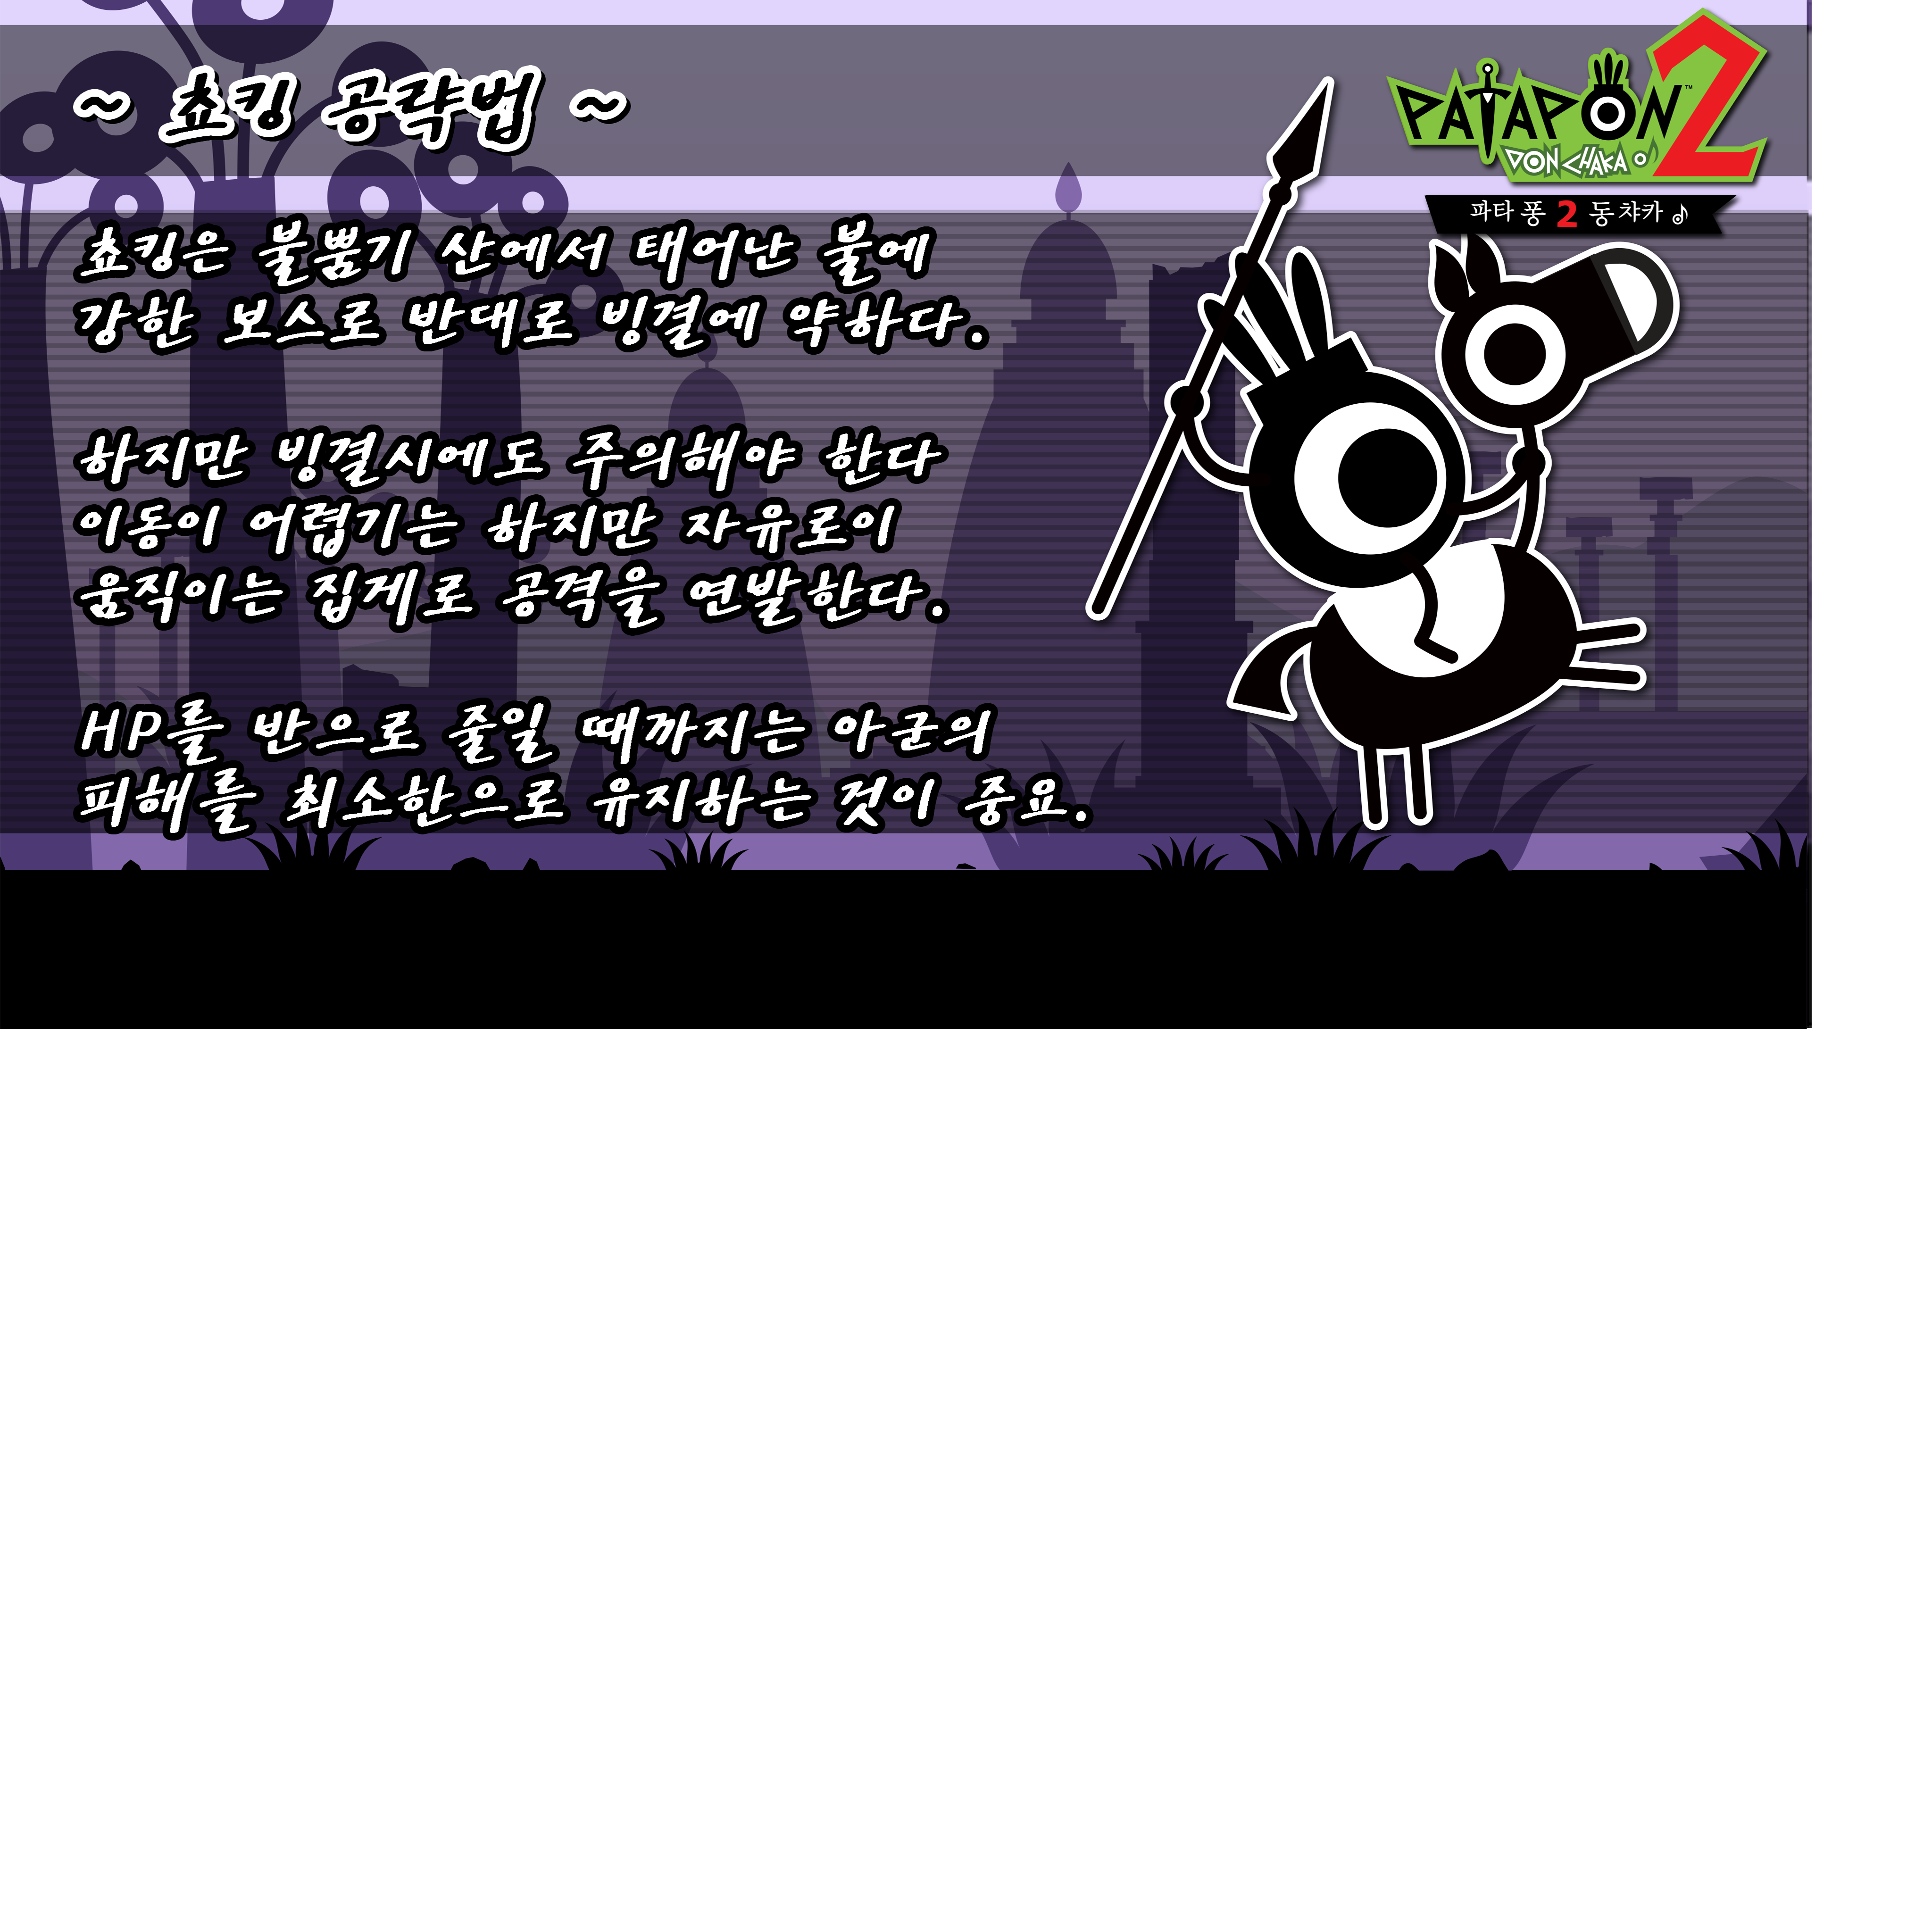 ~ 쵸킹 공략법 ~
PATAPON 2™
DON CHAKA♪
파타퐁 2 동챠카♪
쵸킹은 불뿜기 산에서 태어난 불에
강한 보스로 반대로 빙결에 약하다.
하지만 빙결시에도 주의해야 한다
이동이 어렵기는 하지만 자유로이
움직이는 집게로 공격을 연발한다.
HP를 반으로 줄일 때까지는 아군의
피해를 최소한으로 유지하는 것이 중요.